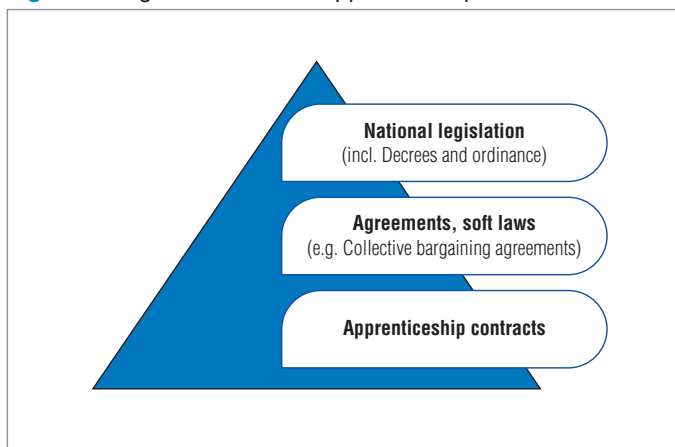 National legislation
(incl. Decrees and ordinance)
Agreements, soft laws
(e.g. Collective bargaining agreements)
Apprenticeship contracts